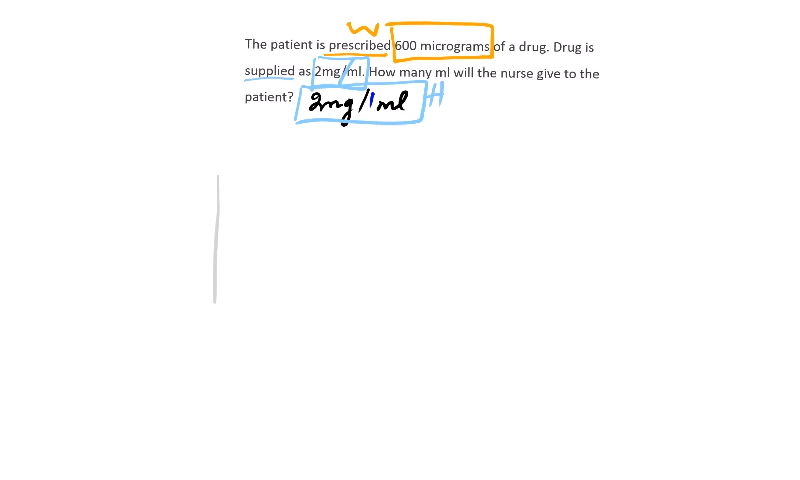 W
The patient is prescribed 600 micrograms of a drug. Drug is
supplied as 2mg/ml. How many ml will the nurse give to the
patient? 2mg/1ml H